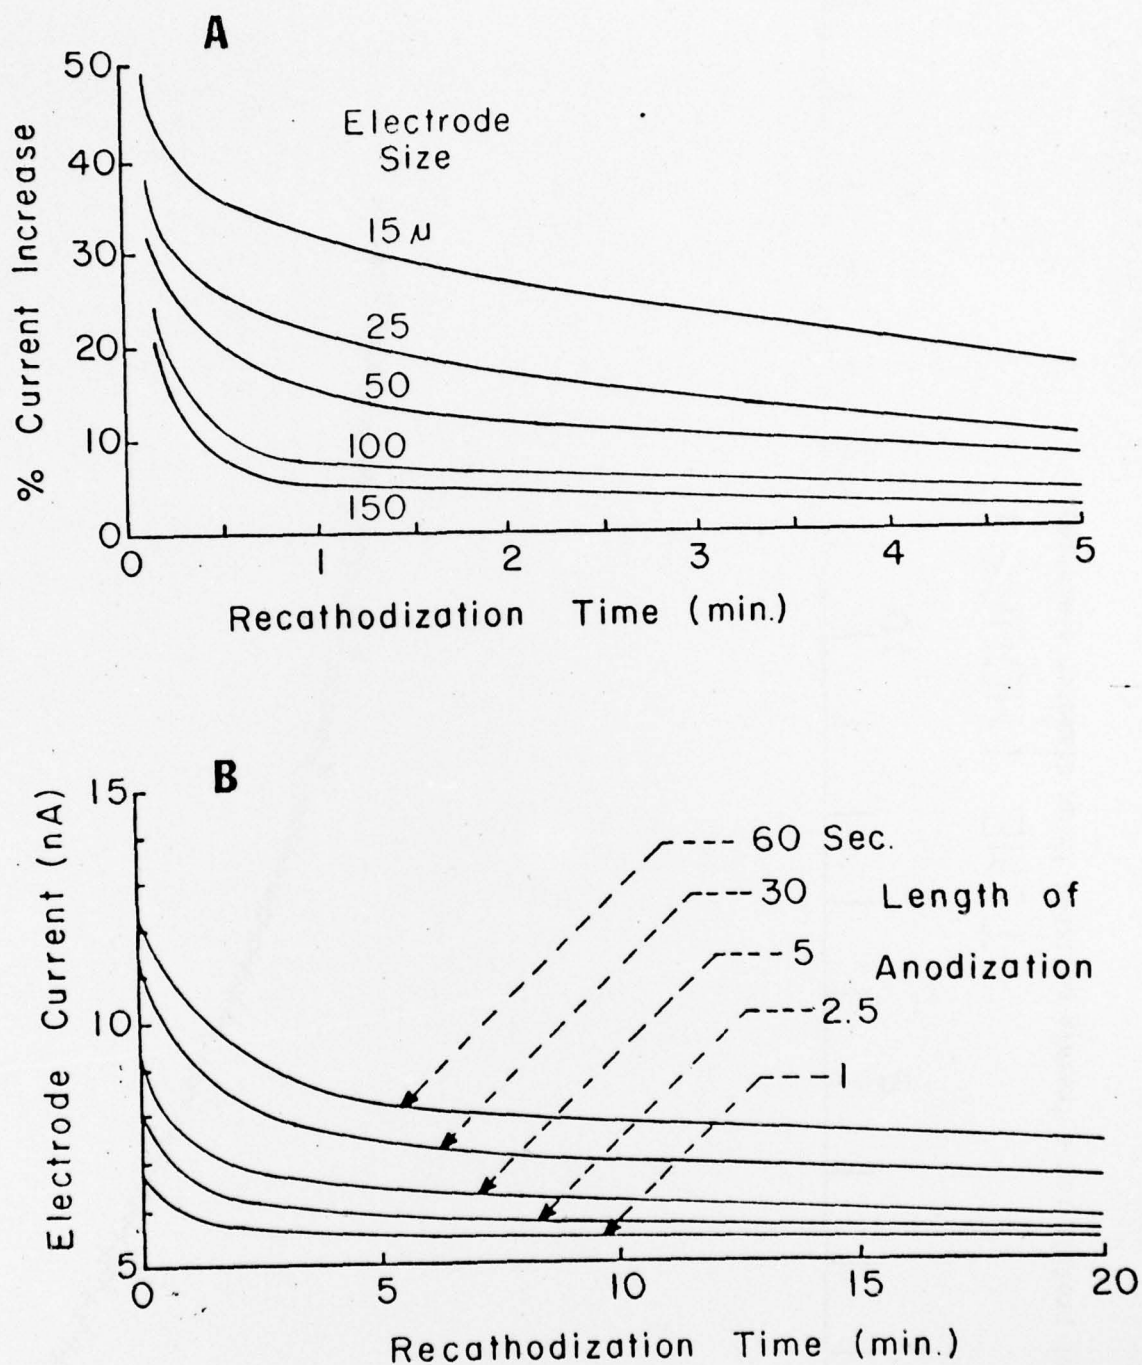 A
50
40
30
20
10
0
% Current Increase
Electrode
Size
15 μ
25
50
100
150
0 1 2 3 4 5
Recathodization Time (min.)
B
15
10
5
Electrode Current (nA)
60 Sec.
30
5
2.5
1
Length of
Anodization
0 5 10 15 20
Recathodization Time (min.)